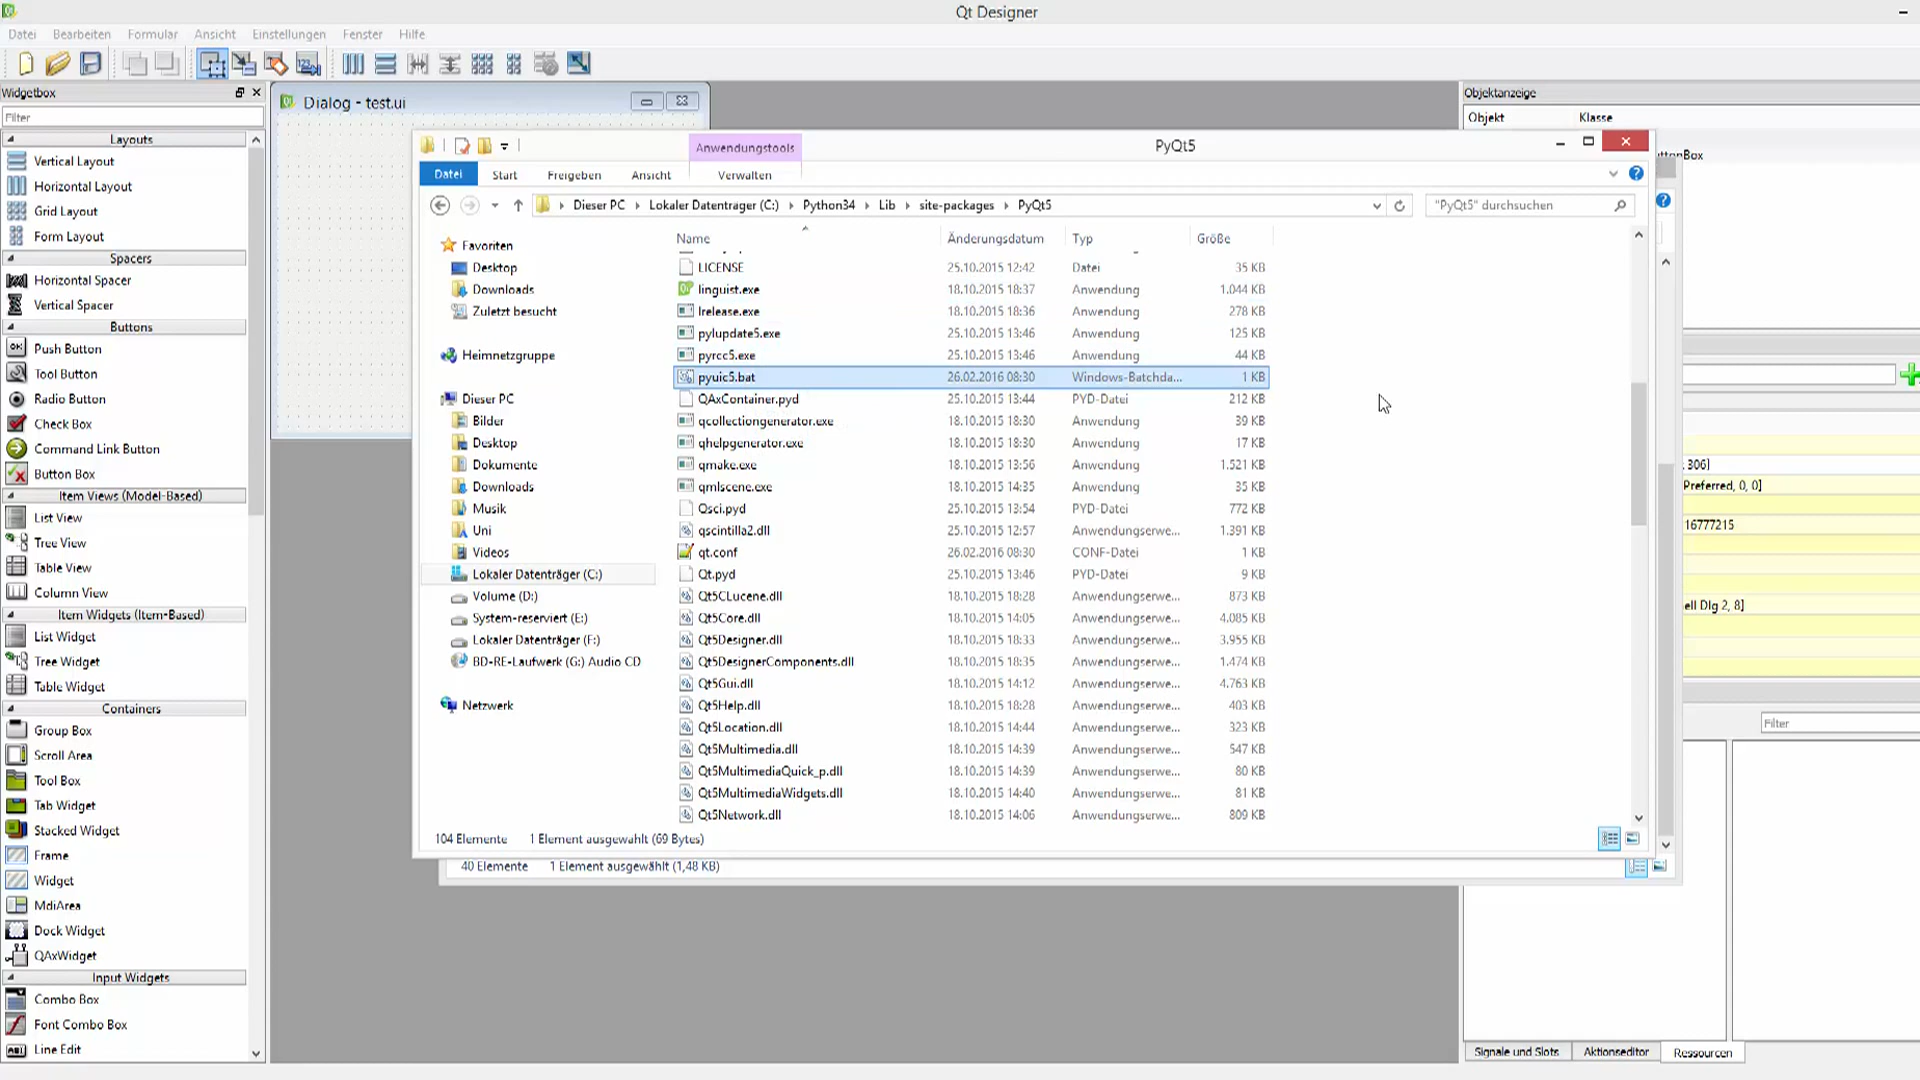 Qt Designer
Datei Bearbeiten Formular Ansicht Einstellungen Fenster Hilfe
Widgetbox
Filter
Layouts
Vertical Layout
Horizontal Layout
Grid Layout
Form Layout
Spacers
Horizontal Spacer
Vertical Spacer
Buttons
Push Button
Tool Button
Radio Button
Check Box
Command Link Button
Button Box
Item Views (Model-Based)
List View
Tree View
Table View
Column View
Item Widgets (Item-Based)
List Widget
Tree Widget
Table Widget
Containers
Group Box
Scroll Area
Tool Box
Tab Widget
Stacked Widget
Frame
Widget
MdiArea
Dock Widget
QAxWidget
Input Widgets
Combo Box
Font Combo Box
Line Edit
Dialog - test.ui
Anwendungstools
PyQt5
Datei Start Freigeben Ansicht Verwalten
Dieser PC Lokaler Datenträger (C:) Python34 Lib site-packages PyQt5
"PyQt5" durchsuchen
Favoriten
Desktop
Downloads
Zuletzt besucht
Heimnetzgruppe
Dieser PC
Bilder
Desktop
Dokumente
Downloads
Musik
Uni
Videos
Lokaler Datenträger (C:)
Volume (D:)
System-reserviert (E:)
Lokaler Datenträger (F:)
BD-RE-Laufwerk (G:) Audio CD
Netzwerk
Name Änderungsdatum Typ Größe
LICENSE 25.10.2015 12:42 Datei 35 KB
linguist.exe 18.10.2015 18:37 Anwendung 1.044 KB
lrelease.exe 18.10.2015 18:36 Anwendung 278 KB
pylupdate5.exe 25.10.2015 13:46 Anwendung 125 KB
pyrcc5.exe 25.10.2015 13:46 Anwendung 44 KB
pyuic5.bat 26.02.2016 08:30 Windows-Batchda... 1 KB
QAxContainer.pyd 25.10.2015 13:44 PYD-Datei 212 KB
qcollectiongenerator.exe 18.10.2015 18:30 Anwendung 39 KB
qhelpgenerator.exe 18.10.2015 18:30 Anwendung 17 KB
qmake.exe 18.10.2015 13:56 Anwendung 1.521 KB
qmlscene.exe 18.10.2015 14:35 Anwendung 35 KB
Qsci.pyd 25.10.2015 13:54 PYD-Datei 772 KB
qscintilla2.dll 25.10.2015 12:57 Anwendungserwe... 1.391 KB
qt.conf 26.02.2016 08:30 CONF-Datei 1 KB
Qt.pyd 25.10.2015 13:46 PYD-Datei 9 KB
Qt5CLucene.dll 18.10.2015 18:28 Anwendungserwe... 873 KB
Qt5Core.dll 18.10.2015 14:05 Anwendungserwe... 4.085 KB
Qt5Designer.dll 18.10.2015 18:33 Anwendungserwe... 3.955 KB
Qt5DesignerComponents.dll 18.10.2015 18:35 Anwendungserwe... 1.474 KB
Qt5Gui.dll 18.10.2015 14:12 Anwendungserwe... 4.763 KB
Qt5Help.dll 18.10.2015 18:28 Anwendungserwe... 403 KB
Qt5Location.dll 18.10.2015 14:44 Anwendungserwe... 323 KB
Qt5Multimedia.dll 18.10.2015 14:39 Anwendungserwe... 547 KB
Qt5MultimediaQuick_p.dll 18.10.2015 14:39 Anwendungserwe... 80 KB
Qt5MultimediaWidgets.dll 18.10.2015 14:40 Anwendungserwe... 81 KB
Qt5Network.dll 18.10.2015 14:06 Anwendungserwe... 809 KB
104 Elemente 1 Element ausgewählt (69 Bytes)
40 Elemente 1 Element ausgewählt (1,48 KB)
Objektanzeige
Objekt Klasse
306]
Preferred, 0, 0]
16777215
ell Dlg 2, 8]
Filter
Signale und Slots Aktionseditor Ressourcen